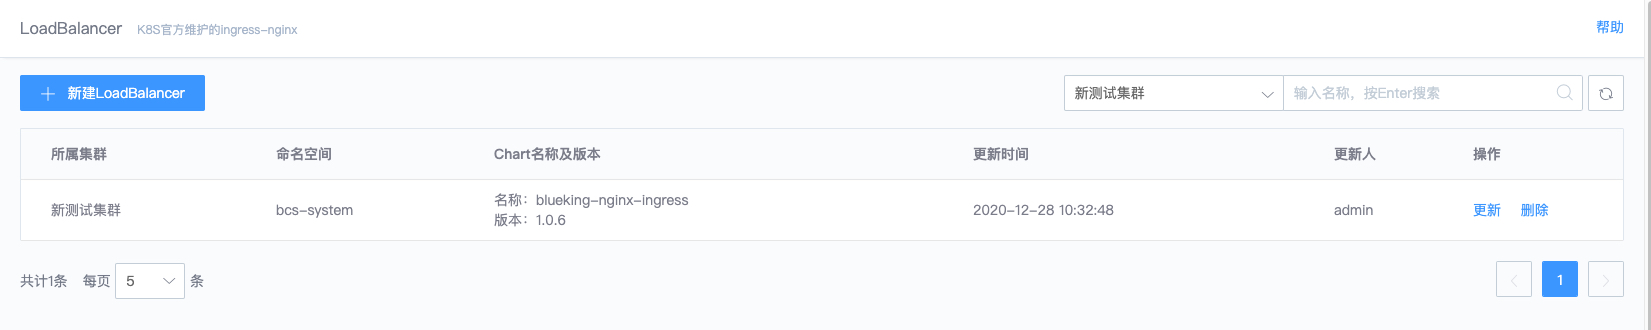 LoadBalancer K8S官方维护的ingress-nginx 帮助
新建LoadBalancer 新测试集群 输入名称，按Enter搜索
所属集群 命名空间 Chart名称及版本 更新时间 更新人 操作
新测试集群 bcs-system 名称：blueking-nginx-ingress 2020-12-28 10:32:48 admin 更新 删除
版本：1.0.6
共计1条 每页 5 条 1